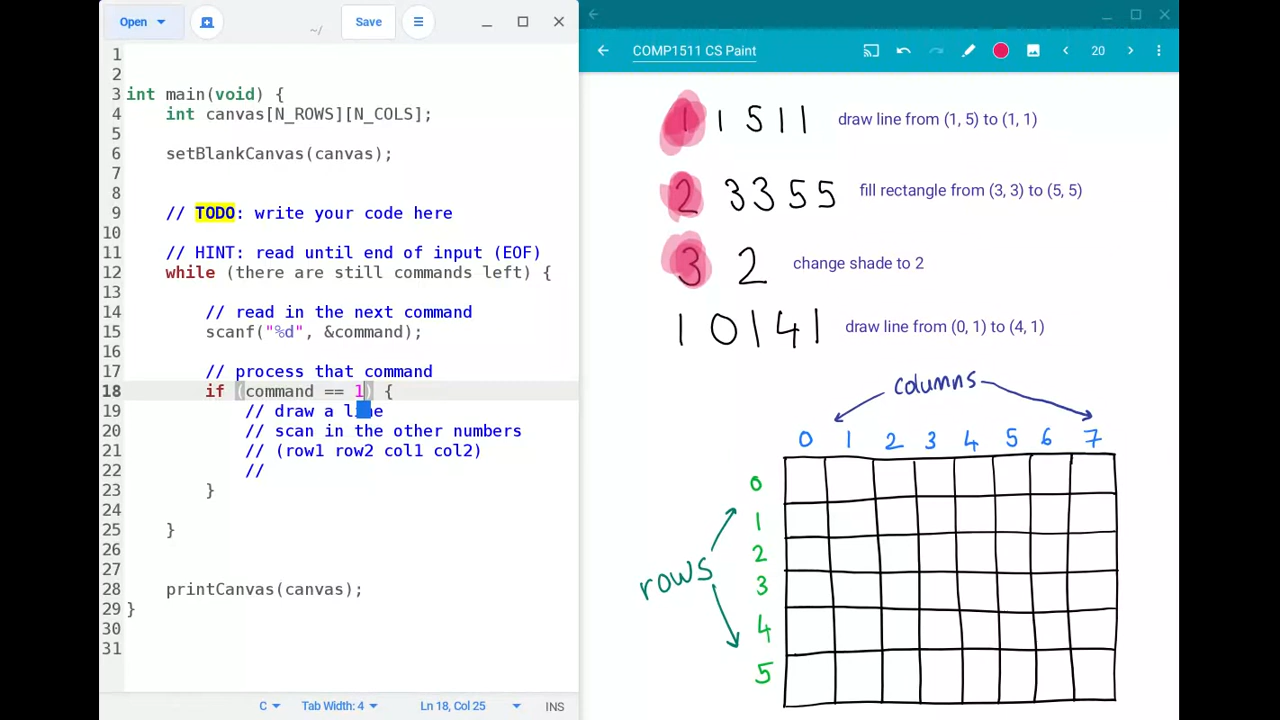 Open
Save
~/
1
2
3 int main(void) {
4 int canvas[N_ROWS][N_COLS];
5
6 setBlankCanvas(canvas);
7
8
9 // TODO: write your code here
10
11 // HINT: read until end of input (EOF)
12 while (there are still commands left) {
13
14 // read in the next command
15 scanf("%d", &command);
16
17 // process that command
18 if (command == 1) {
19 // draw a line
20 // scan in the other numbers
21 // (row1 row2 col1 col2)
22 //
23 }
24
25 }
26
27
28 printCanvas(canvas);
29 }
30
31
C Tab Width: 4 Ln 18, Col 25 INS
COMP1511 CS Paint 20
1 1 5 1 1 draw line from (1, 5) to (1, 1)
2 3 3 5 5 fill rectangle from (3, 3) to (5, 5)
3 2 change shade to 2
1 0 1 4 1 draw line from (0, 1) to (4, 1)
columns
0 1 2 3 4 5 6 7
0
1
2
rows
3
4
5